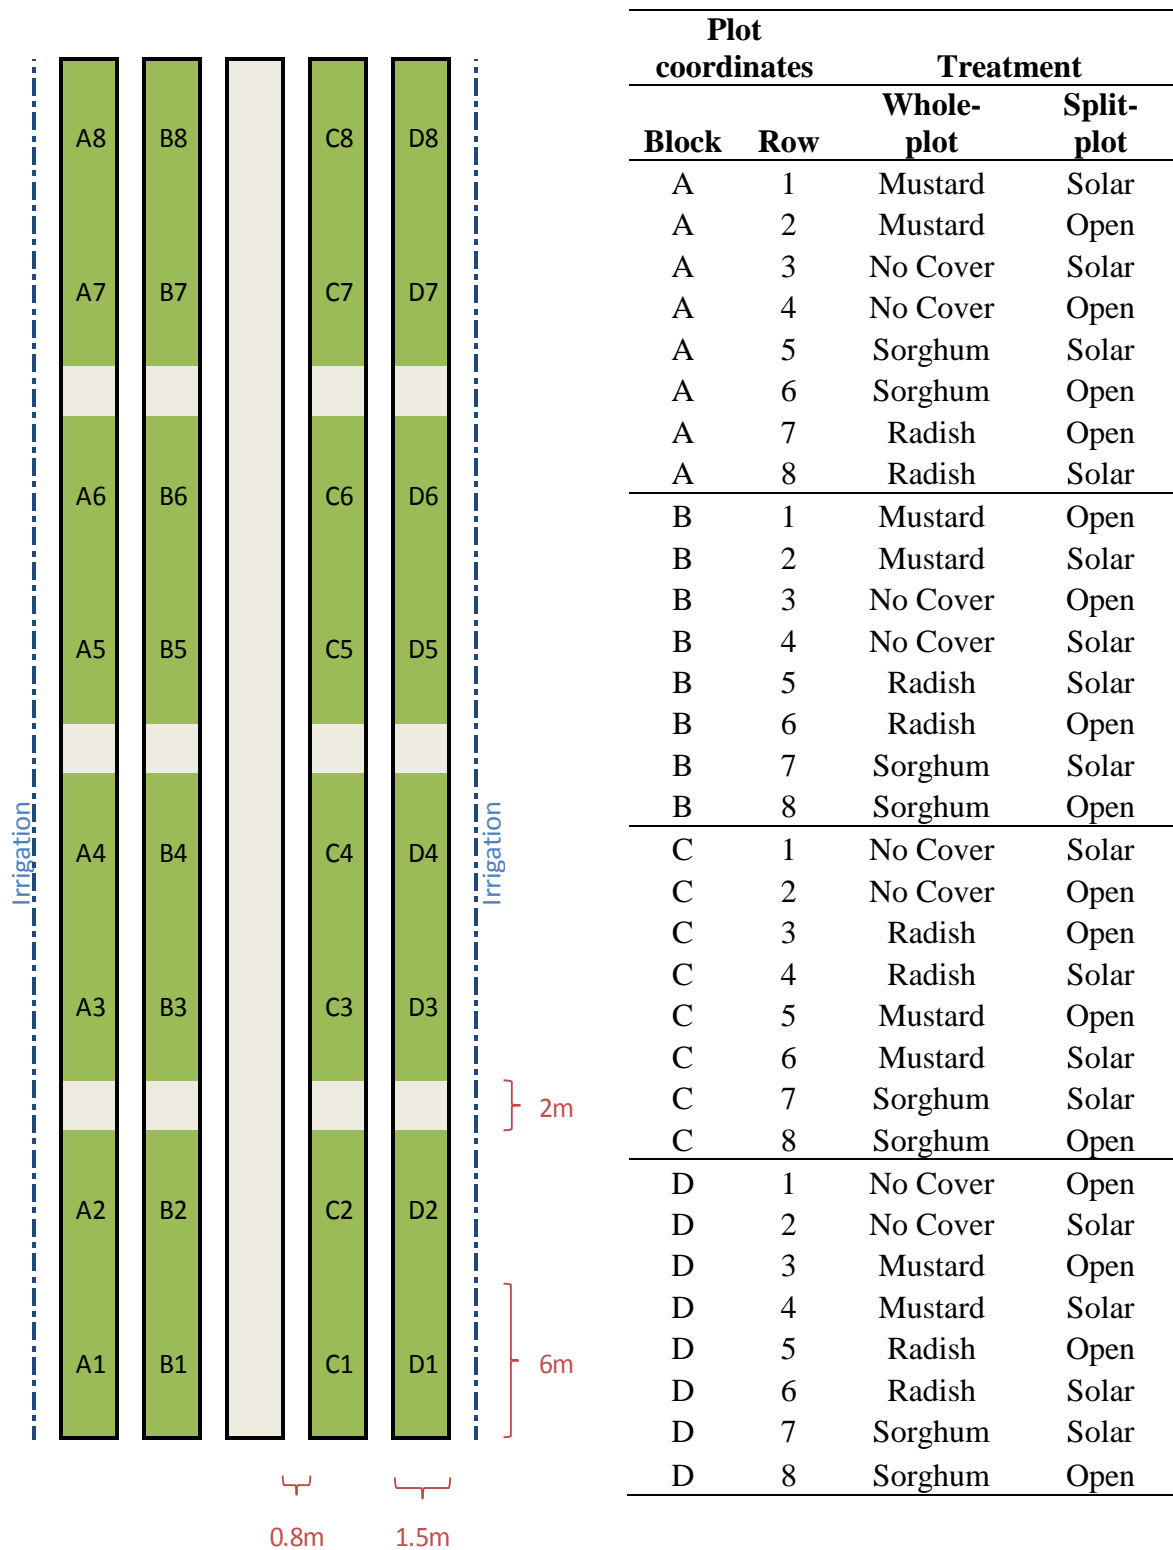 A8 B8 C8 D8
A7 B7 C7 D7
A6 B6 C6 D6
A5 B5 C5 D5
Irrigation
Irrigation
A4 B4 C4 D4
A3 B3 C3 D3
2m
A2 B2 C2 D2
A1 B1 C1 D1
6m
0.8m 1.5m
Plot
coordinates Treatment
Block Row Whole-
plot Split-
plot
A 1 Mustard Solar
A 2 Mustard Open
A 3 No Cover Solar
A 4 No Cover Open
A 5 Sorghum Solar
A 6 Sorghum Open
A 7 Radish Open
A 8 Radish Solar
B 1 Mustard Open
B 2 Mustard Solar
B 3 No Cover Open
B 4 No Cover Solar
B 5 Radish Solar
B 6 Radish Open
B 7 Sorghum Solar
B 8 Sorghum Open
C 1 No Cover Solar
C 2 No Cover Open
C 3 Radish Open
C 4 Radish Solar
C 5 Mustard Open
C 6 Mustard Solar
C 7 Sorghum Solar
C 8 Sorghum Open
D 1 No Cover Open
D 2 No Cover Solar
D 3 Mustard Open
D 4 Mustard Solar
D 5 Radish Open
D 6 Radish Solar
D 7 Sorghum Solar
D 8 Sorghum Open